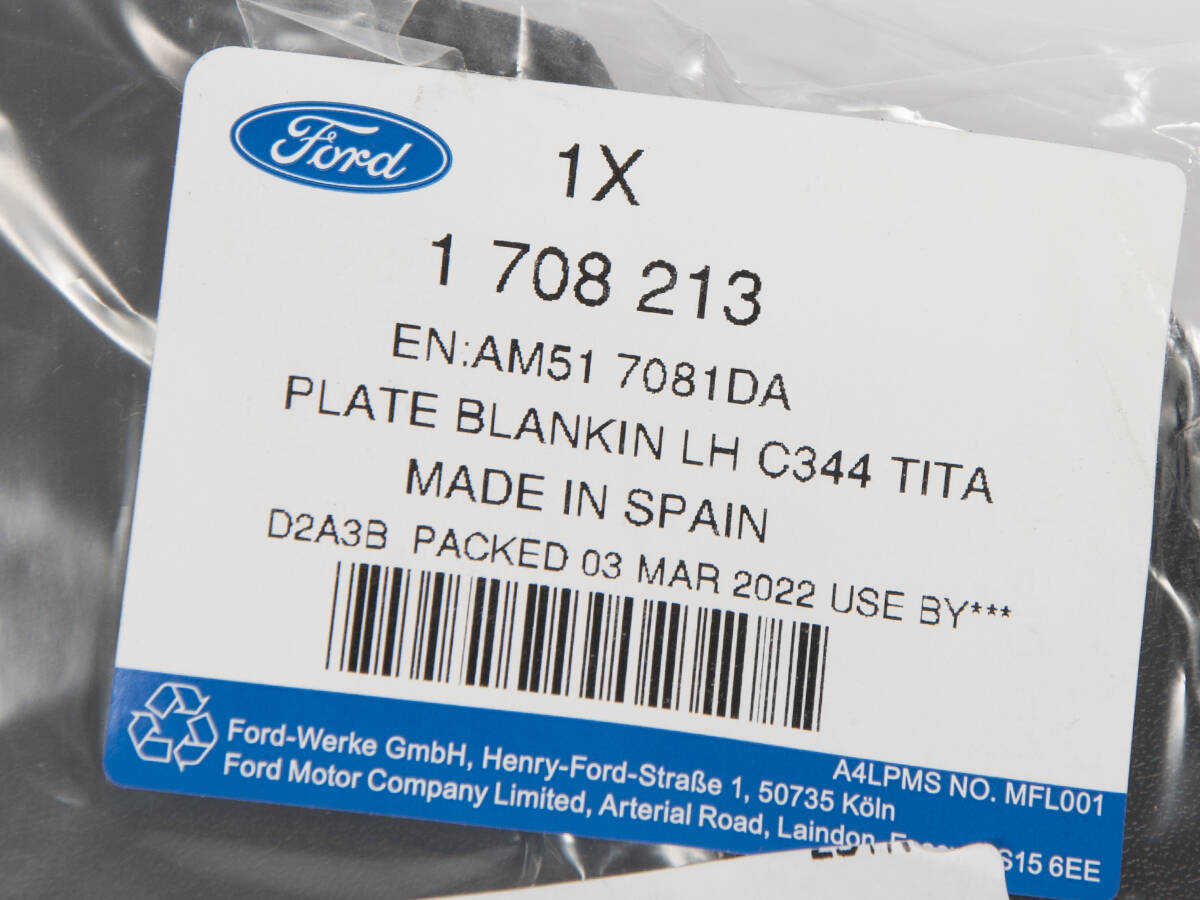 Ford
1X
1 708 213
EN:AM51 7081DA
PLATE BLANKIN LH C344 TITA
MADE IN SPAIN
D2A3B PACKED 03 MAR 2022 USE BY***
A4LPMS NO. MFL001
Ford-Werke GmbH, Henry-Ford-Straße 1, 50735 Köln
Ford Motor Company Limited, Arterial Road, Laindon, 6EE